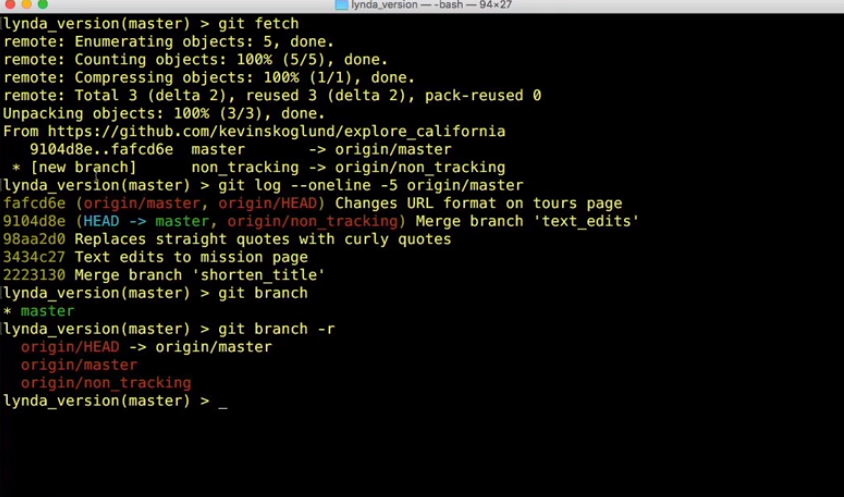 lynda_version — -bash — 94×27
lynda_version(master) > git fetch
remote: Enumerating objects: 5, done.
remote: Counting objects: 100% (5/5), done.
remote: Compressing objects: 100% (1/1), done.
remote: Total 3 (delta 2), reused 3 (delta 2), pack-reused 0
Unpacking objects: 100% (3/3), done.
From https://github.com/kevinskoglund/explore_california
   9104d8e..fafcd6e  master       -> origin/master
 * [new branch]      non_tracking -> origin/non_tracking
lynda_version(master) > git log --oneline -5 origin/master
fafcd6e (origin/master, origin/HEAD) Changes URL format on tours page
9104d8e (HEAD -> master, origin/non_tracking) Merge branch 'text_edits'
98aa2d0 Replaces straight quotes with curly quotes
3434c27 Text edits to mission page
2223130 Merge branch 'shorten_title'
lynda_version(master) > git branch
* master
lynda_version(master) > git branch -r
  origin/HEAD -> origin/master
  origin/master
  origin/non_tracking
lynda_version(master) > _